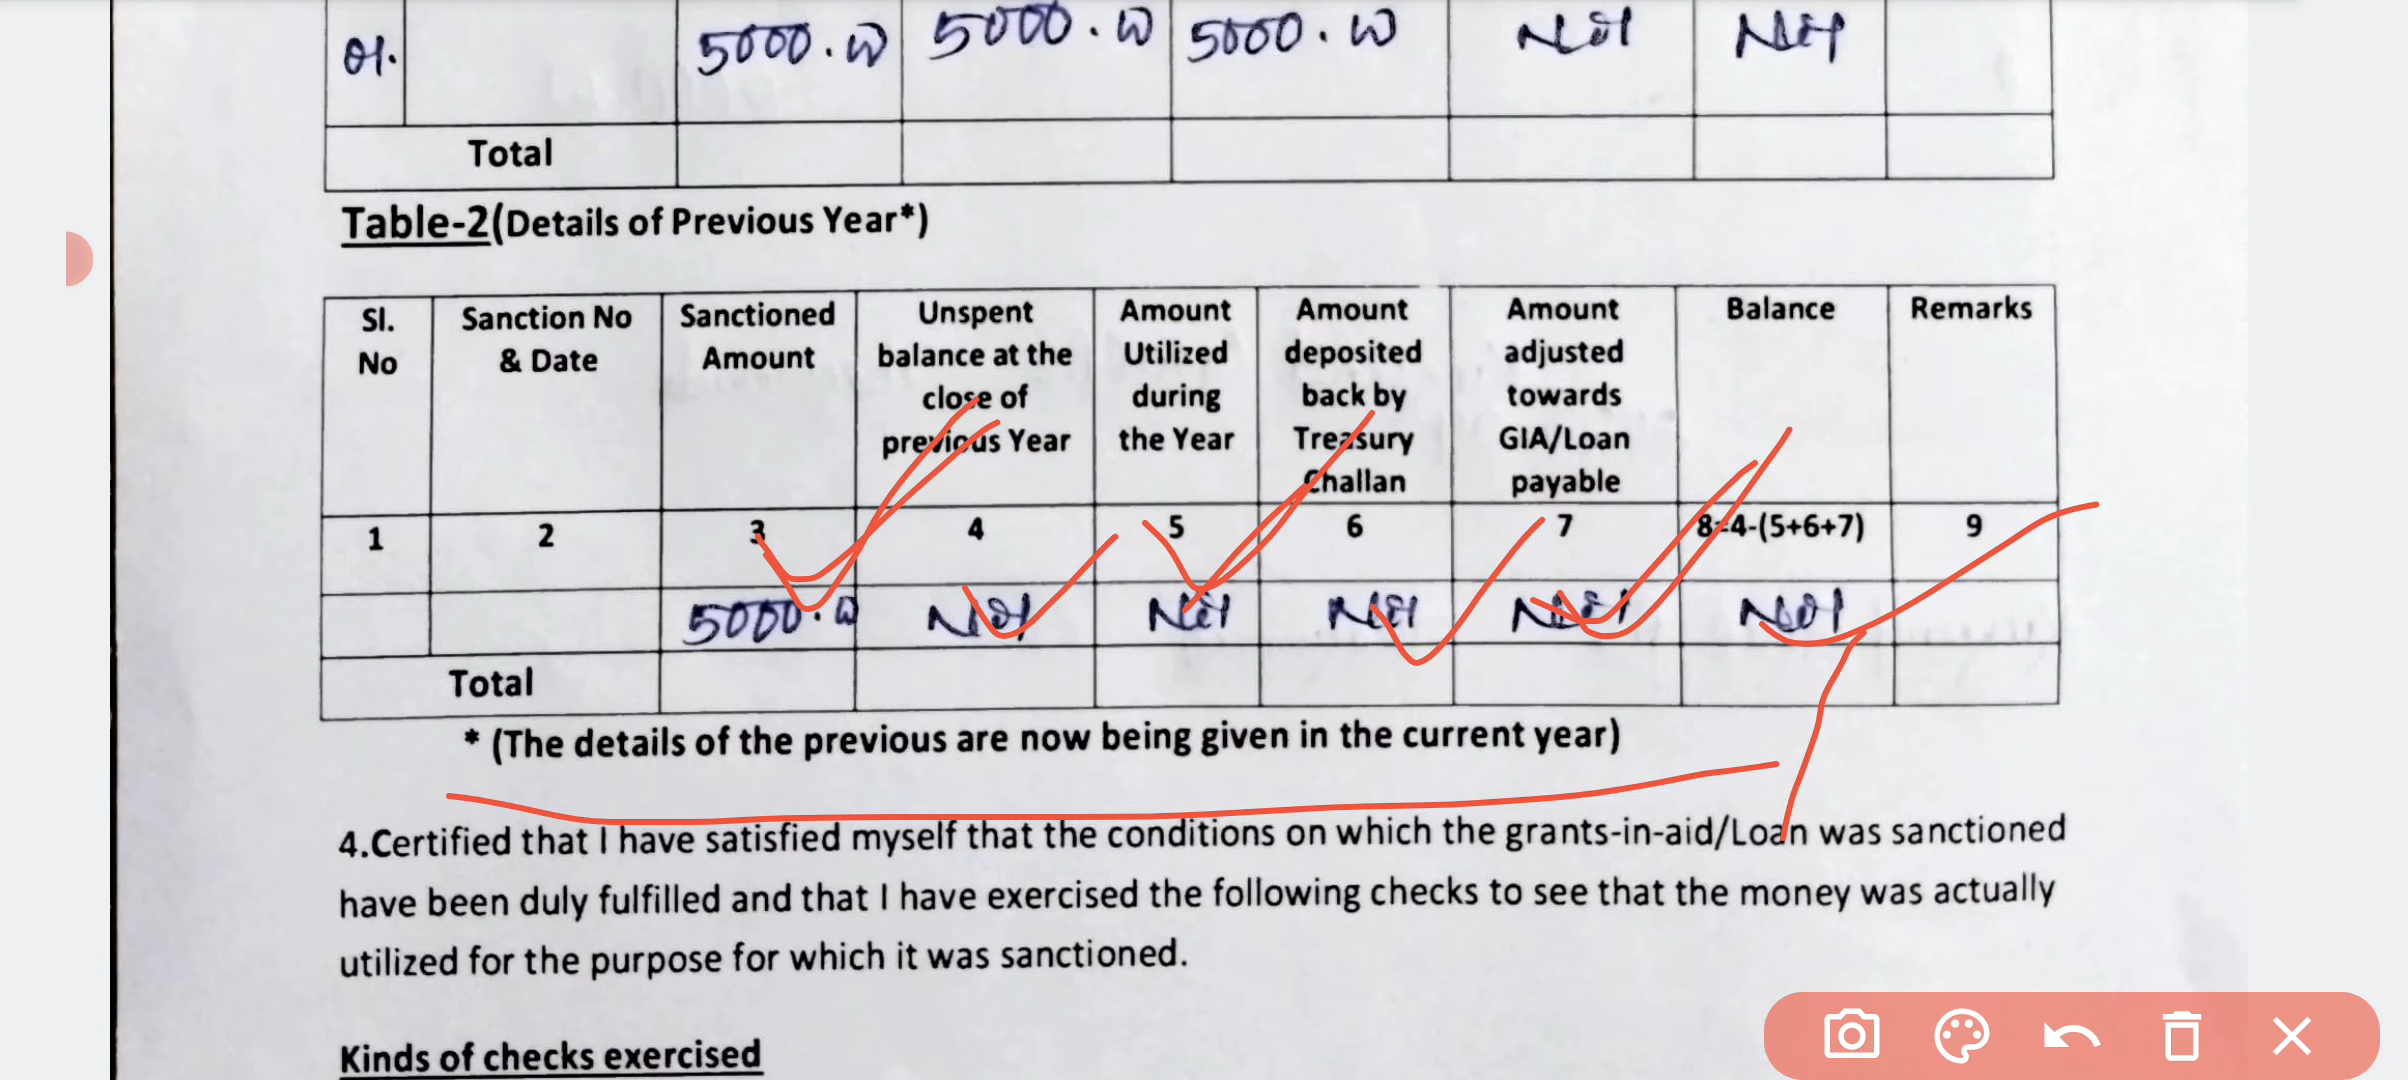 01. 5000.00 5000.00 5000.00 Nil Nil
Total
Table-2(Details of Previous Year*)
Sl. No Sanction No & Date Sanctioned Amount Unspent balance at the close of previous Year Amount Utilized during the Year Amount deposited back by Treasury Challan Amount adjusted towards GIA/Loan payable Balance Remarks
1 2 3 4 5 6 7 8=4-(5+6+7) 9
5000.00 Nil Nil Nil Nil Nil
Total
* (The details of the previous are now being given in the current year)
4.Certified that I have satisfied myself that the conditions on which the grants-in-aid/Loan was sanctioned
have been duly fulfilled and that I have exercised the following checks to see that the money was actually
utilized for the purpose for which it was sanctioned.
Kinds of checks exercised